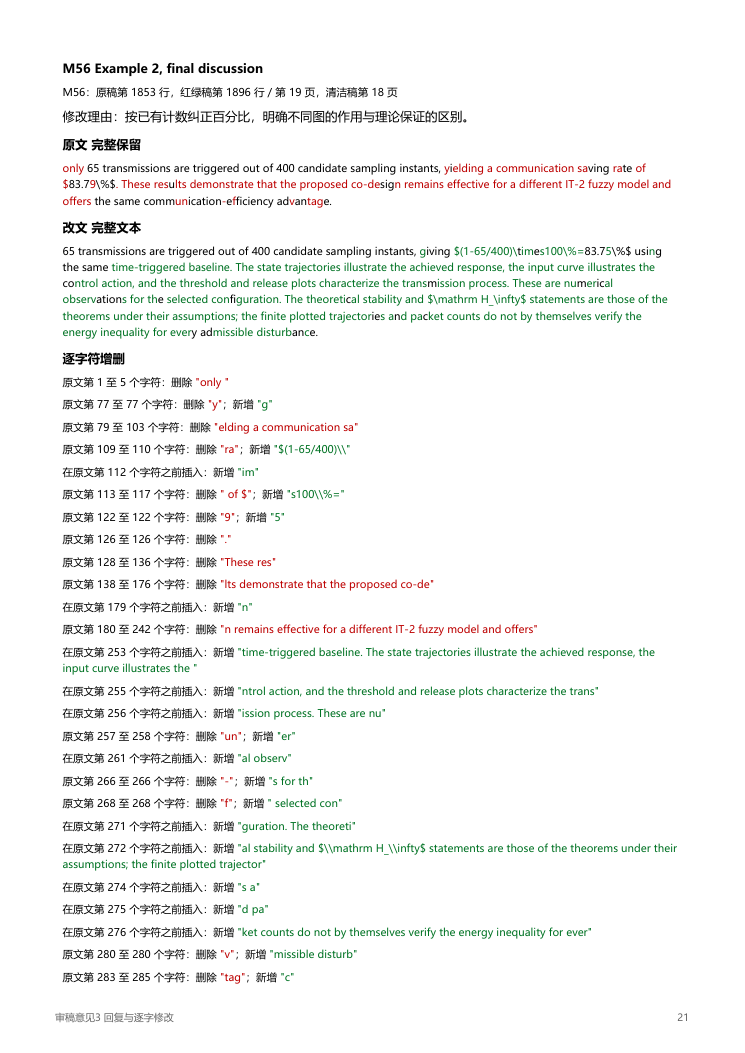 M56 Example 2, final discussion
M56：原稿第 1853 行，红绿稿第 1896 行 / 第 19 页，清洁稿第 18 页
修改理由：按已有计数纠正百分比，明确不同图的作用与理论保证的区别。
原文 完整保留
only 65 transmissions are triggered out of 400 candidate sampling instants, yielding a communication saving rate of
$83.79\%$. These results demonstrate that the proposed co-design remains effective for a different IT-2 fuzzy model and
offers the same communication-efficiency advantage.
改文 完整文本
65 transmissions are triggered out of 400 candidate sampling instants, giving $(1-65/400)\times100\%=83.75\%$ using
the same time-triggered baseline. The state trajectories illustrate the achieved response, the input curve illustrates the
control action, and the threshold and release plots characterize the transmission process. These are numerical
observations for the selected configuration. The theoretical stability and $\mathrm H_\infty$ statements are those of the
theorems under their assumptions; the finite plotted trajectories and packet counts do not by themselves verify the
energy inequality for every admissible disturbance.
逐字符增删
原文第 1 至 5 个字符：删除 "only "
原文第 77 至 77 个字符：删除 "y"；新增 "g"
原文第 79 至 103 个字符：删除 "elding a communication sa"
原文第 109 至 110 个字符：删除 "ra"；新增 "$(1-65/400)\\"
在原文第 112 个字符之前插入：新增 "im"
原文第 113 至 117 个字符：删除 " of $"；新增 "s100\\%="
原文第 122 至 122 个字符：删除 "9"；新增 "5"
原文第 126 至 126 个字符：删除 "."
原文第 128 至 136 个字符：删除 "These res"
原文第 138 至 176 个字符：删除 "lts demonstrate that the proposed co-de"
在原文第 179 个字符之前插入：新增 "n"
原文第 180 至 242 个字符：删除 "n remains effective for a different IT-2 fuzzy model and offers"
在原文第 253 个字符之前插入：新增 "time-triggered baseline. The state trajectories illustrate the achieved response, the
input curve illustrates the "
在原文第 255 个字符之前插入：新增 "ntrol action, and the threshold and release plots characterize the trans"
在原文第 256 个字符之前插入：新增 "ission process. These are nu"
原文第 257 至 258 个字符：删除 "un"；新增 "er"
在原文第 261 个字符之前插入：新增 "al observ"
原文第 266 至 266 个字符：删除 "-"；新增 "s for th"
原文第 268 至 268 个字符：删除 "f"；新增 " selected con"
在原文第 271 个字符之前插入：新增 "guration. The theoreti"
在原文第 272 个字符之前插入：新增 "al stability and $\\mathrm H_\\infty$ statements are those of the theorems under their
assumptions; the finite plotted trajector"
在原文第 274 个字符之前插入：新增 "s a"
在原文第 275 个字符之前插入：新增 "d pa"
在原文第 276 个字符之前插入：新增 "ket counts do not by themselves verify the energy inequality for ever"
原文第 280 至 280 个字符：删除 "v"；新增 "missible disturb"
原文第 283 至 285 个字符：删除 "tag"；新增 "c"
审稿意见3 回复与逐字修改
21